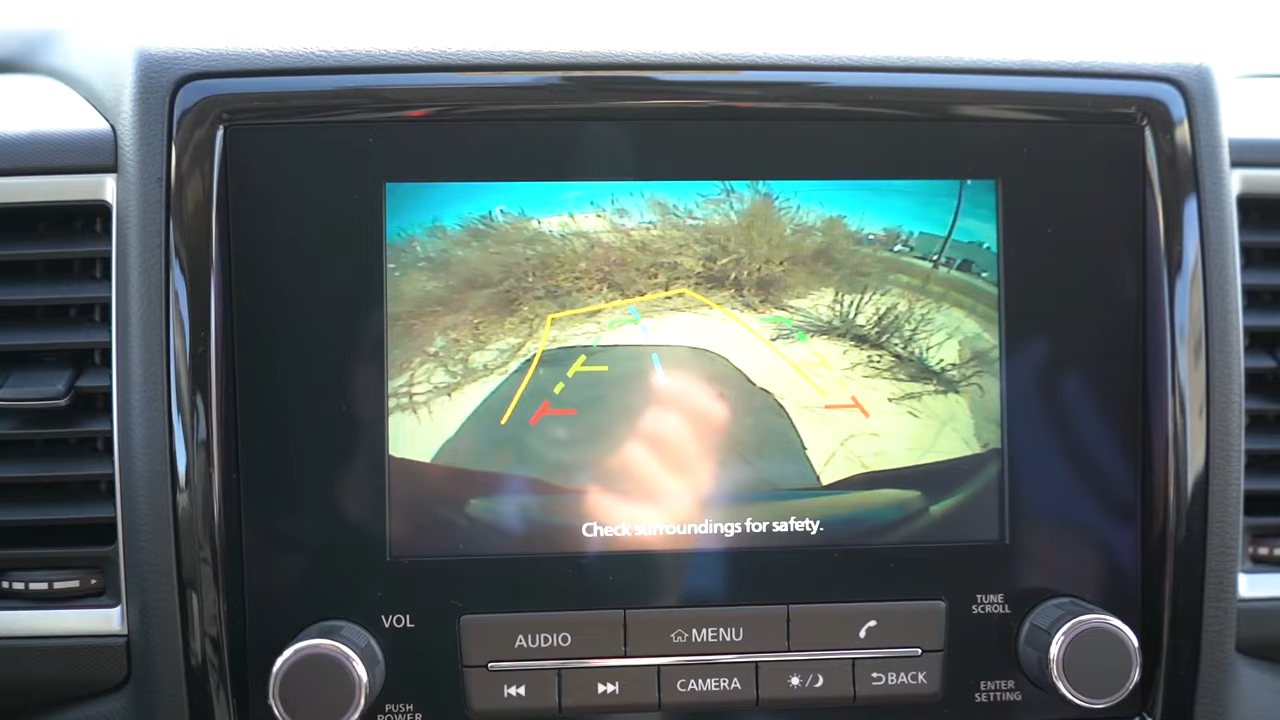 Check surroundings for safety.
VOL
PUSH
POWER
AUDIO
MENU
CAMERA
BACK
TUNE
SCROLL
ENTER
SETTING